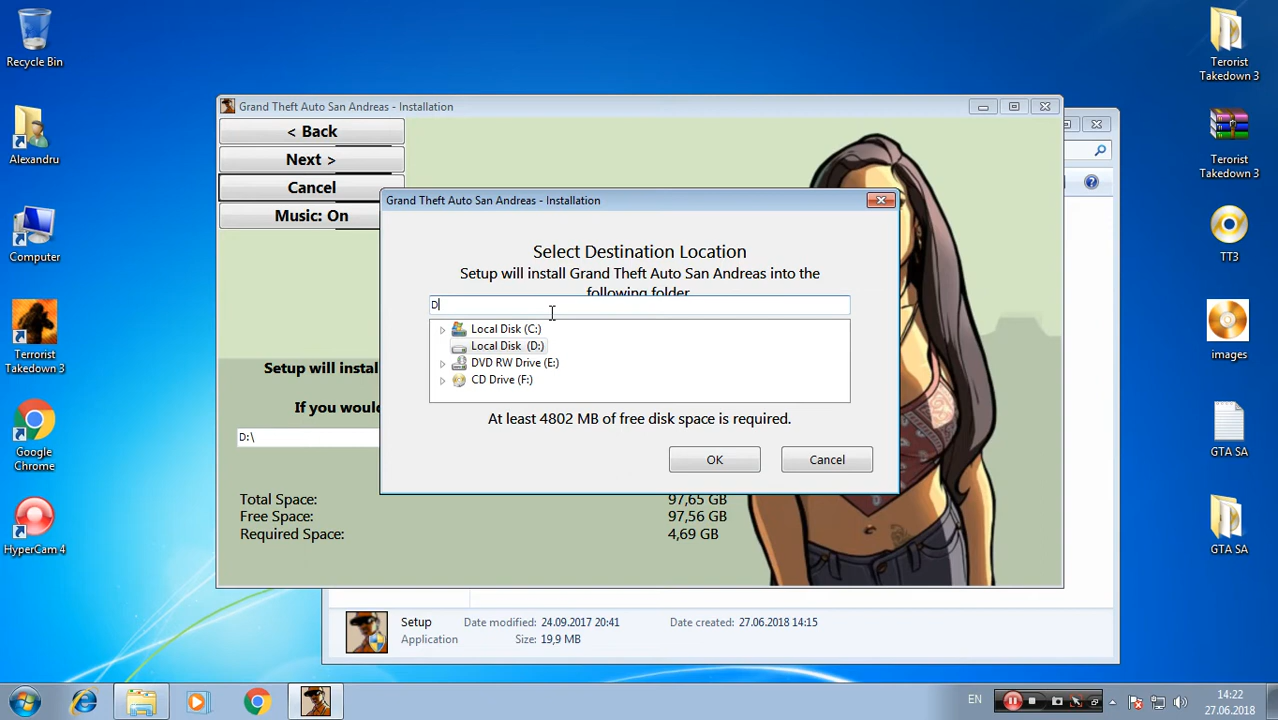 Recycle Bin
Alexandru
Computer
Terrorist
Takedown 3
Google
Chrome
HyperCam 4
Grand Theft Auto San Andreas - Installation
< Back
Next >
Cancel
Music: On
Setup will instal
If you would
D:\
Total Space:
97,65 GB
Free Space:
97,56 GB
Required Space:
4,69 GB
Grand Theft Auto San Andreas - Installation
Select Destination Location
Setup will install Grand Theft Auto San Andreas into the
following folder
D
Local Disk (C:)
Local Disk (D:)
DVD RW Drive (E:)
CD Drive (F:)
At least 4802 MB of free disk space is required.
OK
Cancel
Setup
Date modified: 24.09.2017 20:41
Date created: 27.06.2018 14:15
Application
Size: 19,9 MB
Terorist
Takedown 3
Terorist
Takedown 3
TT3
images
GTA SA
GTA SA
EN
14:22
27.06.2018